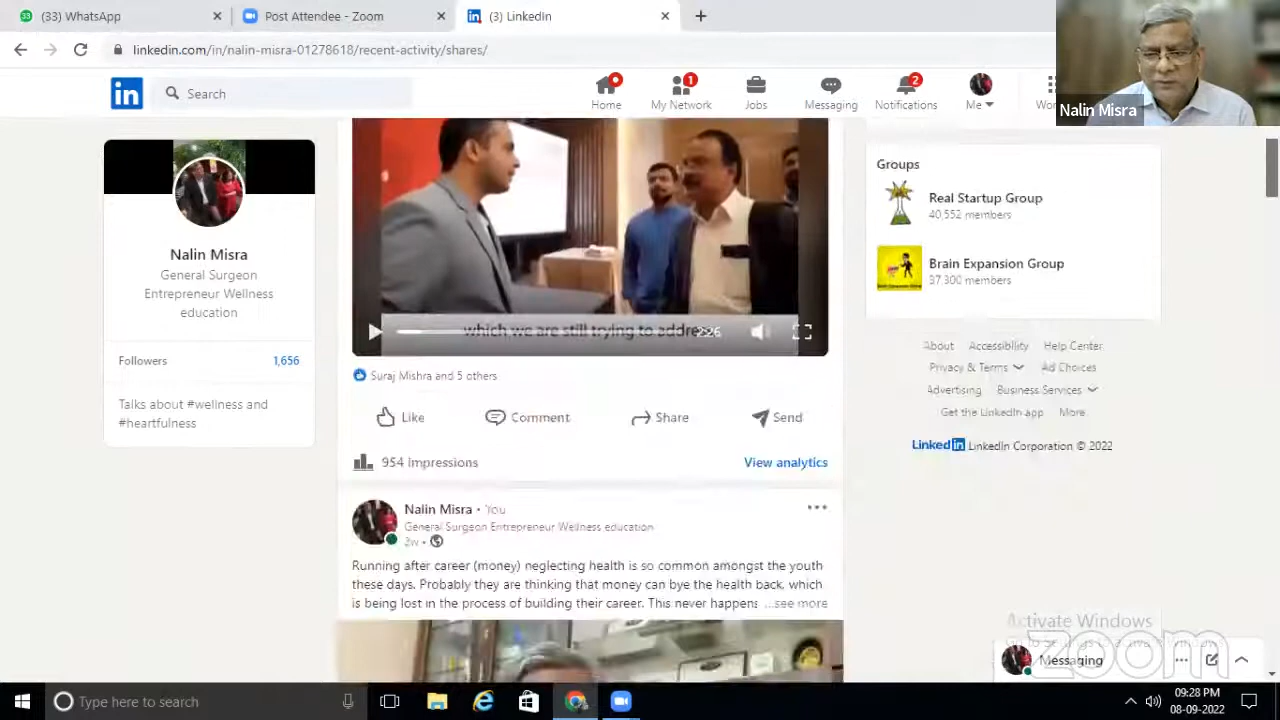 (33) WhatsApp
Post Attendee - Zoom
(3) LinkedIn
linkedin.com/in/nalin-misra-01278618/recent-activity/shares/
Search
Home
My Network
1
Jobs
Messaging
Notifications
2
Me
Nalin Misra
Nalin Misra
General Surgeon
Entrepreneur Wellness
education
Followers 1,656
Talks about #wellness and
#heartfulness
which we are still trying to
2:26
Suraj Mishra and 5 others
Like
Comment
Share
Send
954 Impressions
View analytics
Nalin Misra • You
General Surgeon Entrepreneur Wellness education
Running after career (money) neglecting health is so common amongst the youth
these days. Probably they are thinking that money can bye the health back, which
is being lost in the process of building their career. This never happens ...see more
Groups
Real Startup Group
40,552 members
Brain Expansion Group
37,300 members
About Accessibility Help Center
Privacy & Terms Ad Choices
Advertising Business Services
Get the LinkedIn app More
LinkedIn LinkedIn Corporation © 2022
Activate Windows
zoom
Messaging
Type here to search
09:28 PM
08-09-2022